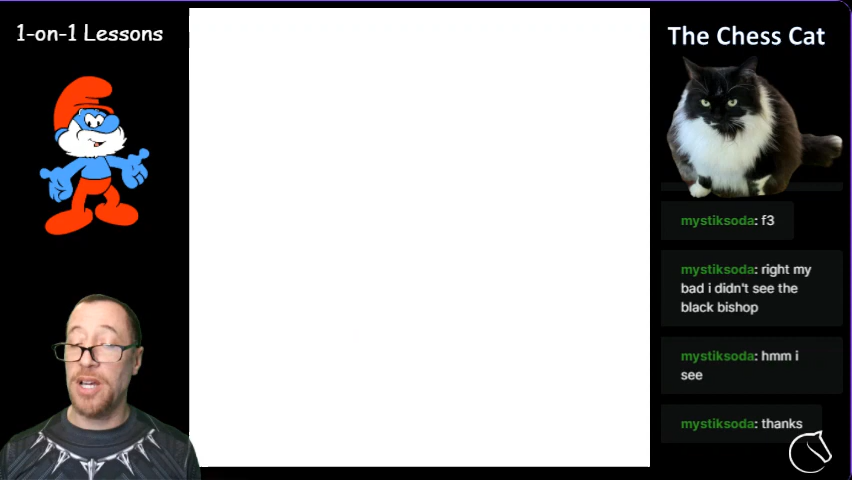 1-on-1 Lessons
The Chess Cat
mystiksoda: f3
mystiksoda: right my
bad i didn't see the
black bishop
mystiksoda: hmm i
see
mystiksoda: thanks